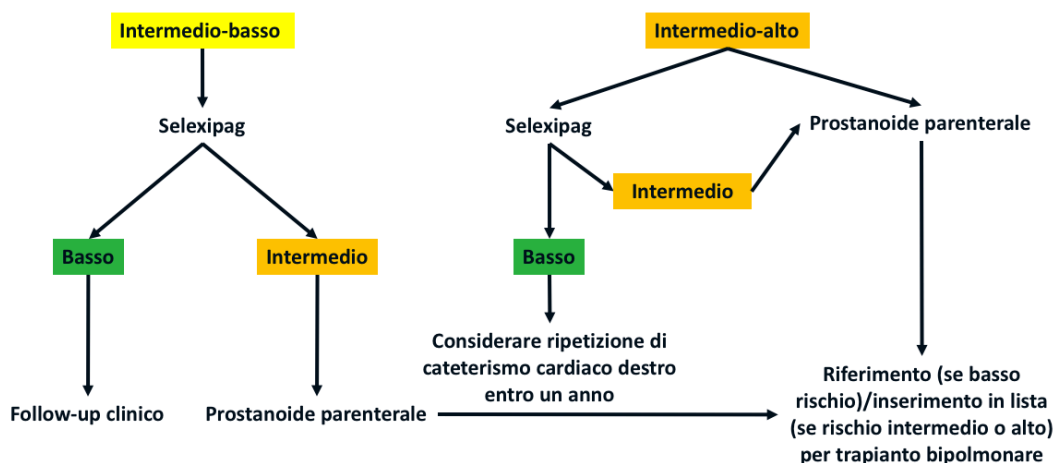 Intermedio-basso
Intermedio-alto
Selexipag
Selexipag
Prostanoide parenterale
Intermedio
Basso
Intermedio
Basso
Considerare ripetizione di
cateterismo cardiaco destro
entro un anno
Follow-up clinico
Prostanoide parenterale
Riferimento (se basso
rischio)/inserimento in lista
(se rischio intermedio o alto)
per trapianto bipolmonare